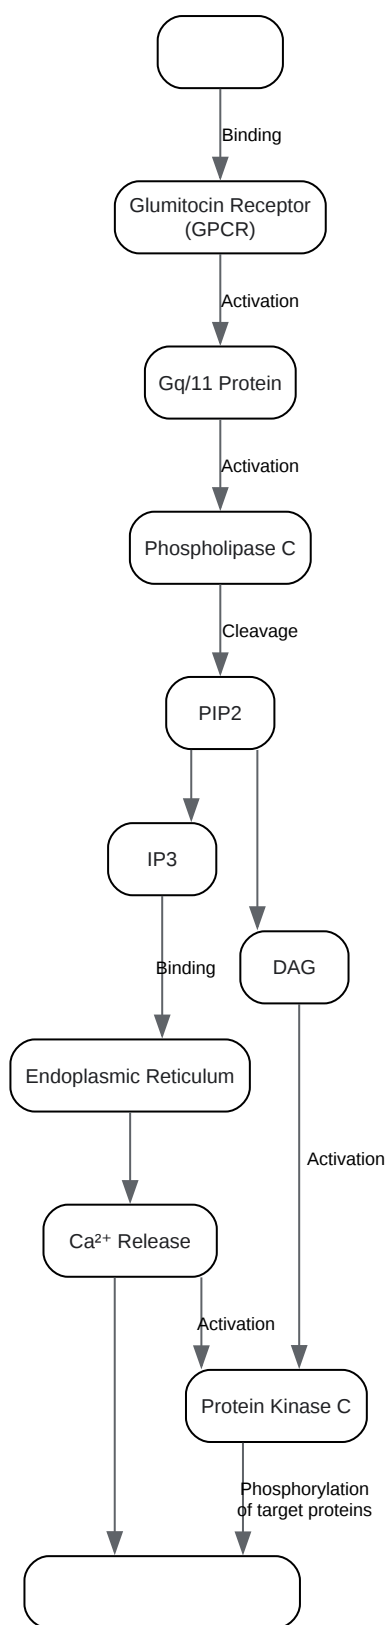 Binding
Glumitocin Receptor
(GPCR)
Activation
Gq/11 Protein
Activation
Phospholipase C
Cleavage
PIP2
IP3
Binding
DAG
Endoplasmic Reticulum
Activation
Ca²⁺ Release
Activation
Protein Kinase C
Phosphorylation
of target proteins